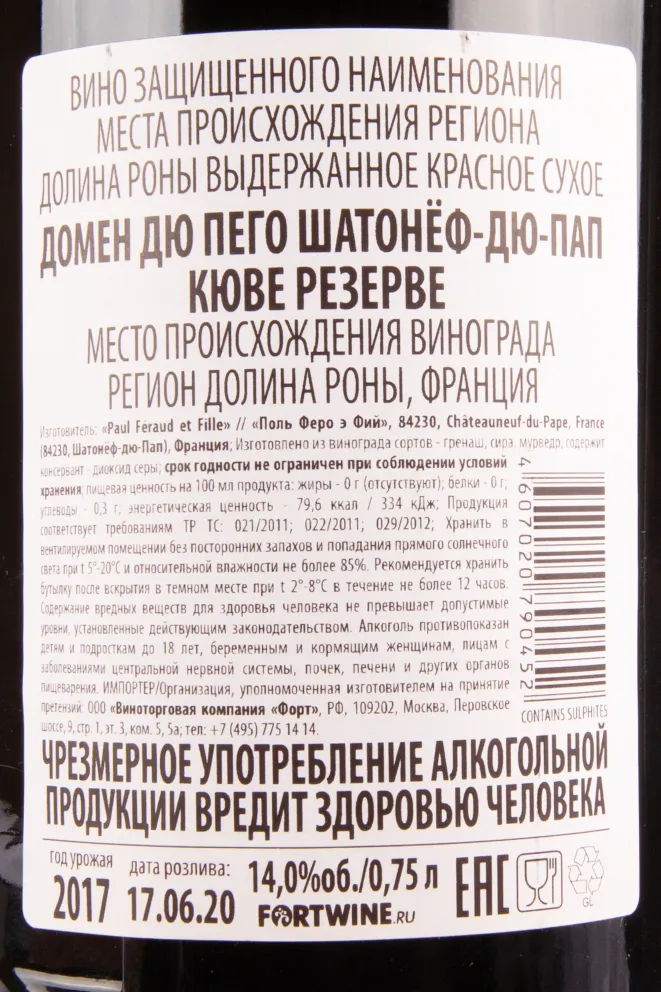 ВИНО ЗАЩИЩЕННОГО НАИМЕНОВАНИЯ
МЕСТА ПРОИСХОЖДЕНИЯ РЕГИОНА
ДОЛИНА РОНЫ ВЫДЕРЖАННОЕ КРАСНОЕ СУХОЕ
ДОМЕН ДЮ ПЕГО ШАТОНЁФ-ДЮ-ПАП
КЮВЕ РЕЗЕРВЕ
МЕСТО ПРОИСХОЖДЕНИЯ ВИНОГРАДА
РЕГИОН ДОЛИНА РОНЫ, ФРАНЦИЯ
Изготовитель: «Paul Féraud et Fille» // «Поль Феро э Фий», 84230, Châteauneuf-du-Pape, France
(84230, Шатонёф-дю-Пап), Франция; Изготовлено из винограда сортов - гренаш, сира, мурведр, содержит
консервант - диоксид серы; срок годности не ограничен при соблюдении условий
хранения; пищевая ценность на 100 мл продукта: жиры - 0 г (отсутствуют); белки - 0 г;
углеводы - 0,3 г; энергетическая ценность - 79,6 ккал / 334 кДж; Продукция
соответствует требованиям ТР ТС: 021/2011; 022/2011; 029/2012; Хранить в
вентилируемом помещении без посторонних запахов и попадания прямого солнечного
света при t 5°-20°С и относительной влажности не более 85%. Рекомендуется хранить
бутылку после вскрытия в темном месте при t 2°-8°С в течение не более 12 часов.
Содержание вредных веществ для здоровья человека не превышает допустимые
уровни, установленные действующим законодательством. Алкоголь противопоказан
детям и подросткам до 18 лет, беременным и кормящим женщинам, лицам с
заболеваниями центральной нервной системы, почек, печени и других органов
пищеварения. ИМПОРТЕР/Организация, уполномоченная изготовителем на принятие
претензий: ООО «Виноторговая компания «Форт», РФ, 109202, Москва, Перовское
шоссе, 9, стр. 1, эт. 3, ком. 5, 5а; тел: +7 (495) 775 14 14.
4 607020 790452
CONTAINS SULPHITES
ЧРЕЗМЕРНОЕ УПОТРЕБЛЕНИЕ АЛКОГОЛЬНОЙ
ПРОДУКЦИИ ВРЕДИТ ЗДОРОВЬЮ ЧЕЛОВЕКА
год урожая
2017
дата розлива:
17.06.20
14,0%об./0,75 л
FORTWINE.RU
EAC
GL